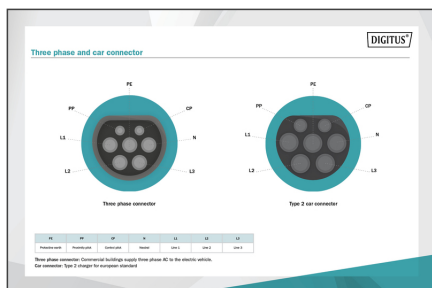 DIGITUS®
Three phase and car connector
PE
PP
CP
L1
N
L2
L3
Three phase connector
PE
PP
CP
L1
N
L2
L3
Type 2 car connector
PE PP CP N L1 L2 L3
Protective earth Proximity pilot Control pilot Neutral Line 1 Line 2 Line 3
Three phase connector: Commercial buildings supply three phase AC to the electric vehicle.
Car connector: Type 2 charger for european standard